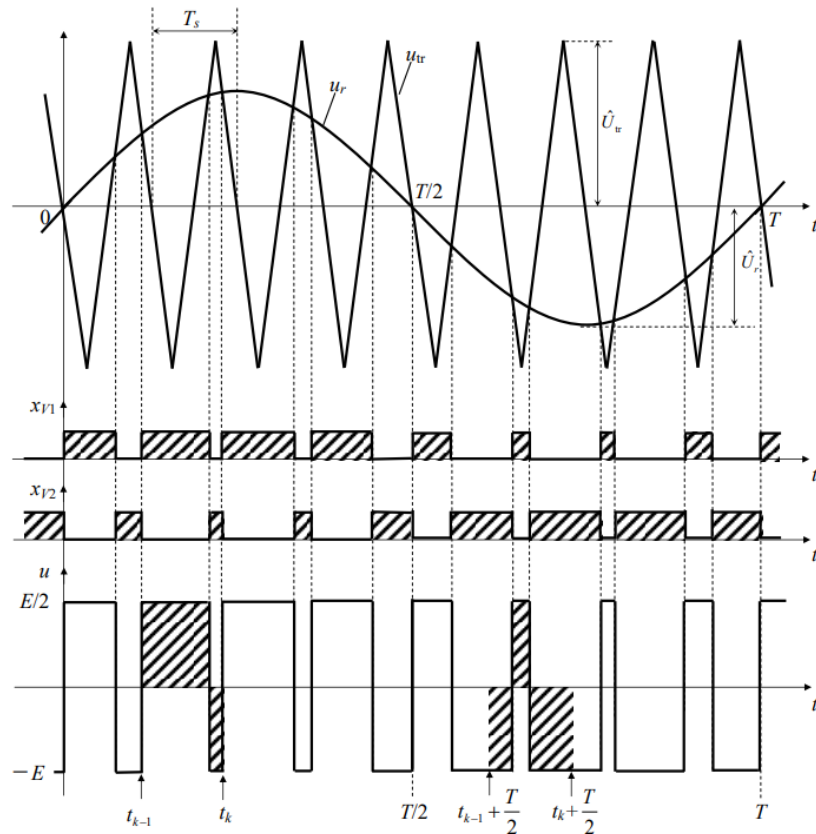 T_s
u_r
u_tr
Û_tr
0
T/2
T
t
Û_r
x_V1
t
x_V2
t
u
E/2
t
−E
t_{k−1}
t_k
T/2
t_{k−1} + T/2
t_k + T/2
T